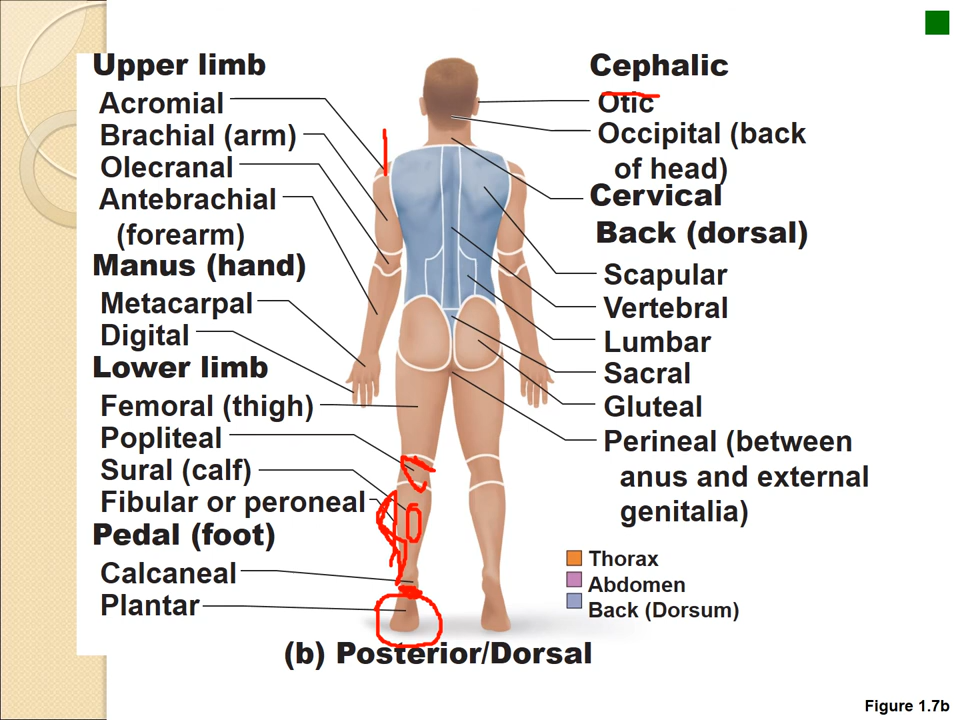 Upper limb
Acromial
Brachial (arm)
Olecranal
Antebrachial
(forearm)
Manus (hand)
Metacarpal
Digital
Lower limb
Femoral (thigh)
Popliteal
Sural (calf)
Fibular or peroneal
Pedal (foot)
Calcaneal
Plantar
Cephalic
Otic
Occipital (back
of head)
Cervical
Back (dorsal)
Scapular
Vertebral
Lumbar
Sacral
Gluteal
Perineal (between
anus and external
genitalia)
Thorax
Abdomen
Back (Dorsum)
(b) Posterior/Dorsal
Figure 1.7b